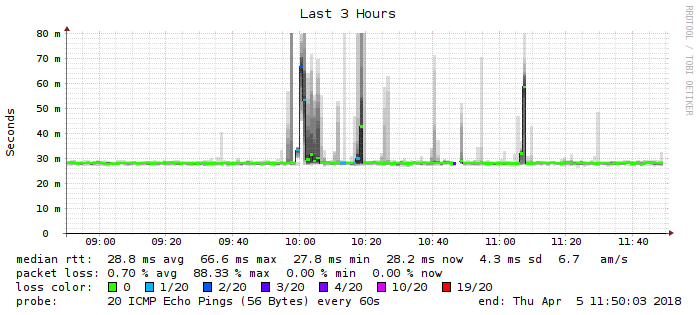 Last 3 Hours
RRDTOOL / TOBI OETIKER
Seconds
80 m
70 m
60 m
50 m
40 m
30 m
20 m
10 m
0
09:00 09:20 09:40 10:00 10:20 10:40 11:00 11:20 11:40
median rtt: 28.8 ms avg 66.6 ms max 27.8 ms min 28.2 ms now 4.3 ms sd 6.7 am/s
packet loss: 0.70 % avg 88.33 % max 0.00 % min 0.00 % now
loss color: 0 1/20 2/20 3/20 4/20 10/20 19/20
probe: 20 ICMP Echo Pings (56 Bytes) every 60s end: Thu Apr 5 11:50:03 2018